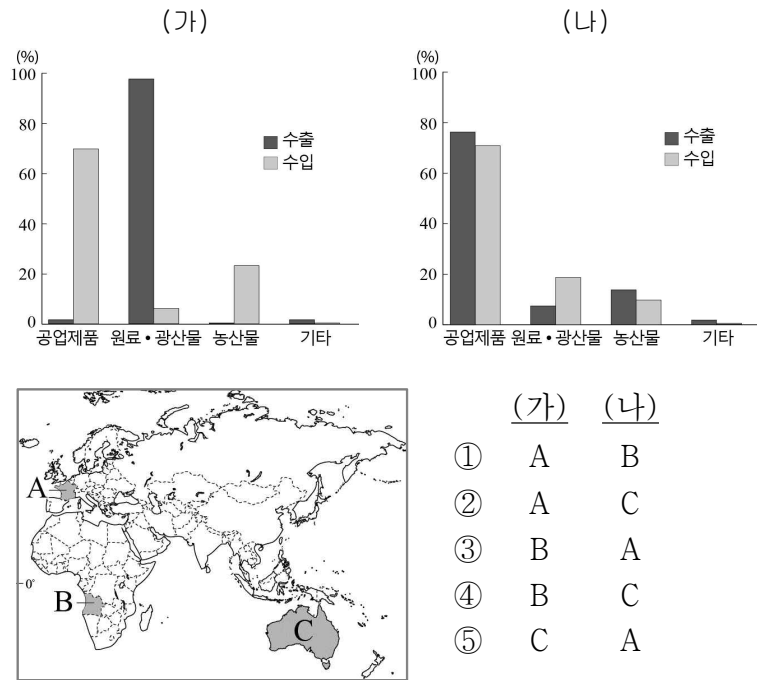 (가)
(%)
100
80
60
40
20
0
수출
수입
공업제품 원료•광산물 농산물 기타
(나)
(%)
100
80
60
40
20
0
수출
수입
공업제품 원료•광산물 농산물 기타
A
B
C
0°
(가) (나)
① A B
② A C
③ B A
④ B C
⑤ C A